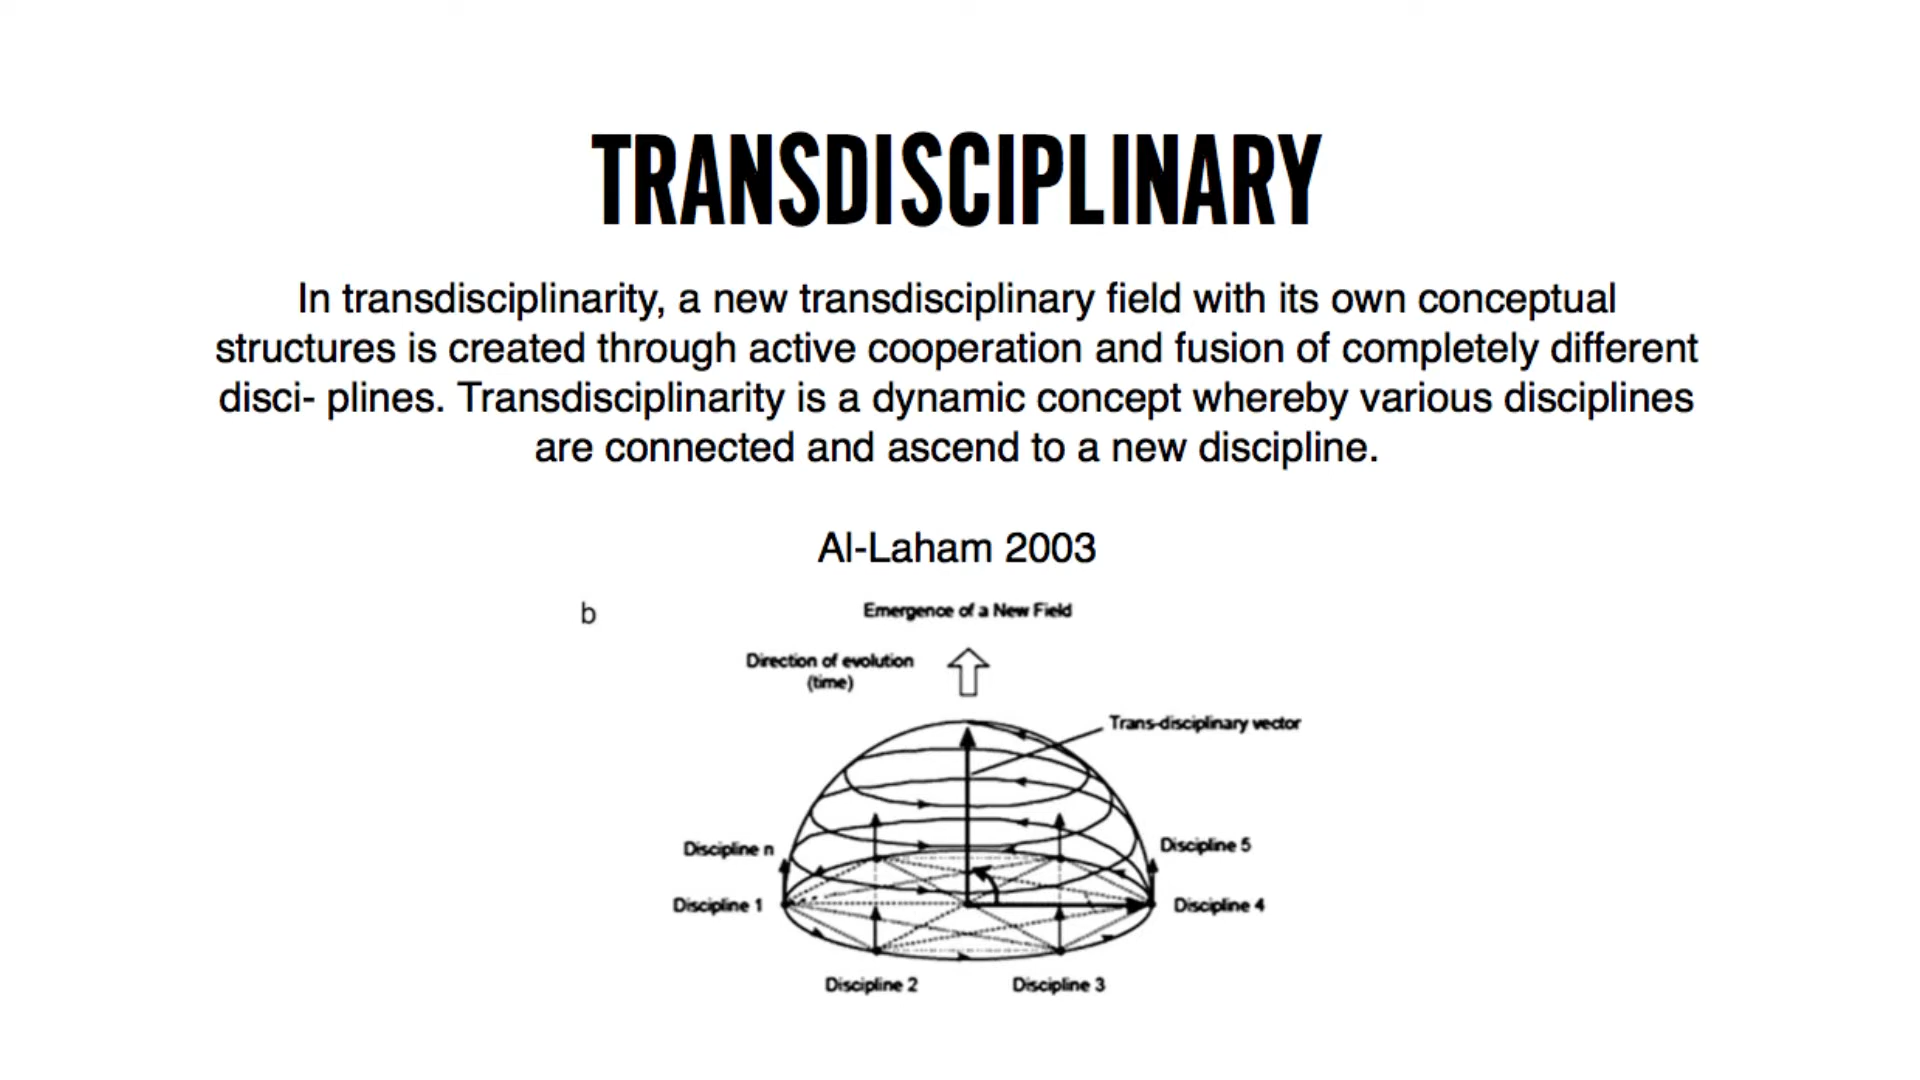 TRANSDISCIPLINARY
In transdisciplinarity, a new transdisciplinary field with its own conceptual
structures is created through active cooperation and fusion of completely different
disci- plines. Transdisciplinarity is a dynamic concept whereby various disciplines
are connected and ascend to a new discipline.
Al-Laham 2003
b
Emergence of a New Field
Direction of evolution
(time)
Trans-disciplinary vector
Discipline n
Discipline 5
Discipline 1
Discipline 4
Discipline 2
Discipline 3